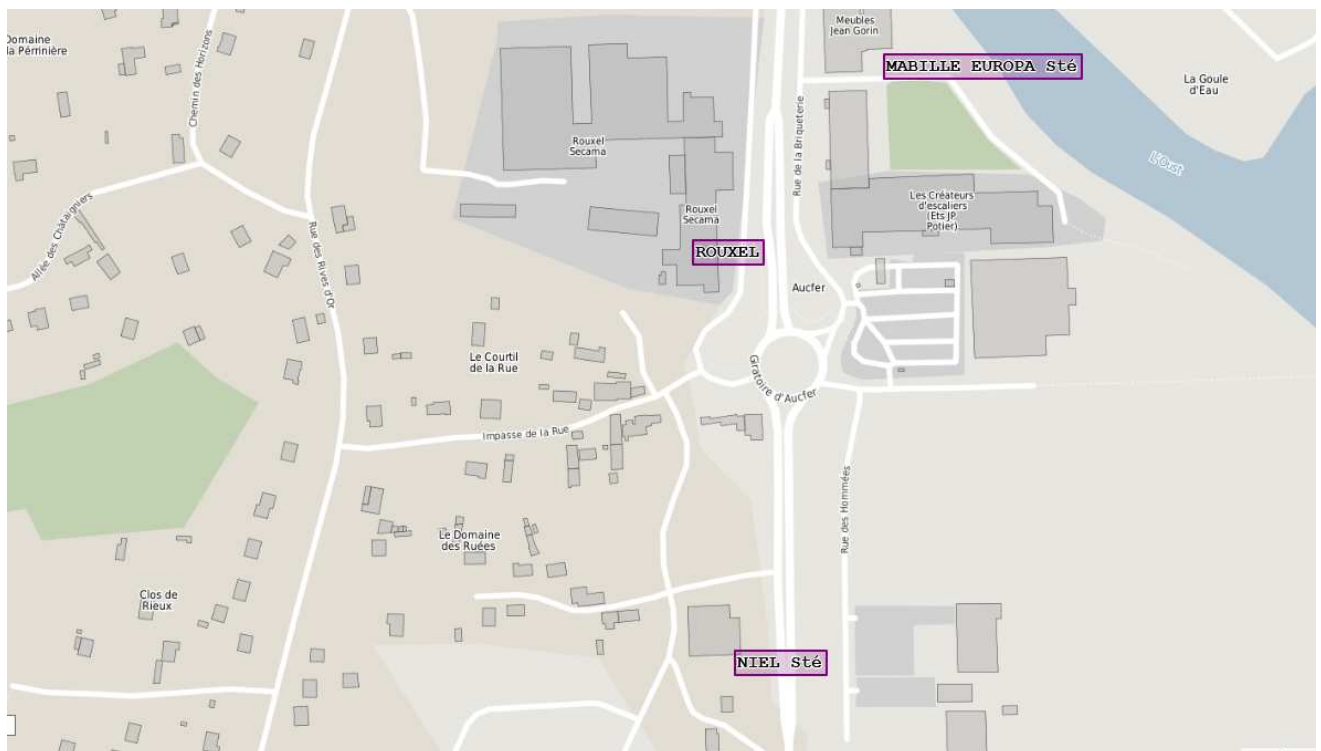 Domaine
la Pérrinière
Chemin des Horizons
Meubles
Jean Gorin
MABILLE EUROPA Sté
La Goule
d'Eau
L'Oust
Rue de la Briqueterie
Rouxel
Secama
Rouxel
Secama
Les Créateurs
d'escaliers
(Ets JP
Potier)
Allée des Châtaigniers
Rue des Rives d'Or
ROUXEL
Aucfer
Le Courtil
de la Rue
Giratoire d'Aucfer
Impasse de la Rue
Rue des Hommées
Le Domaine
des Ruées
Clos de
Rieux
NIEL Sté